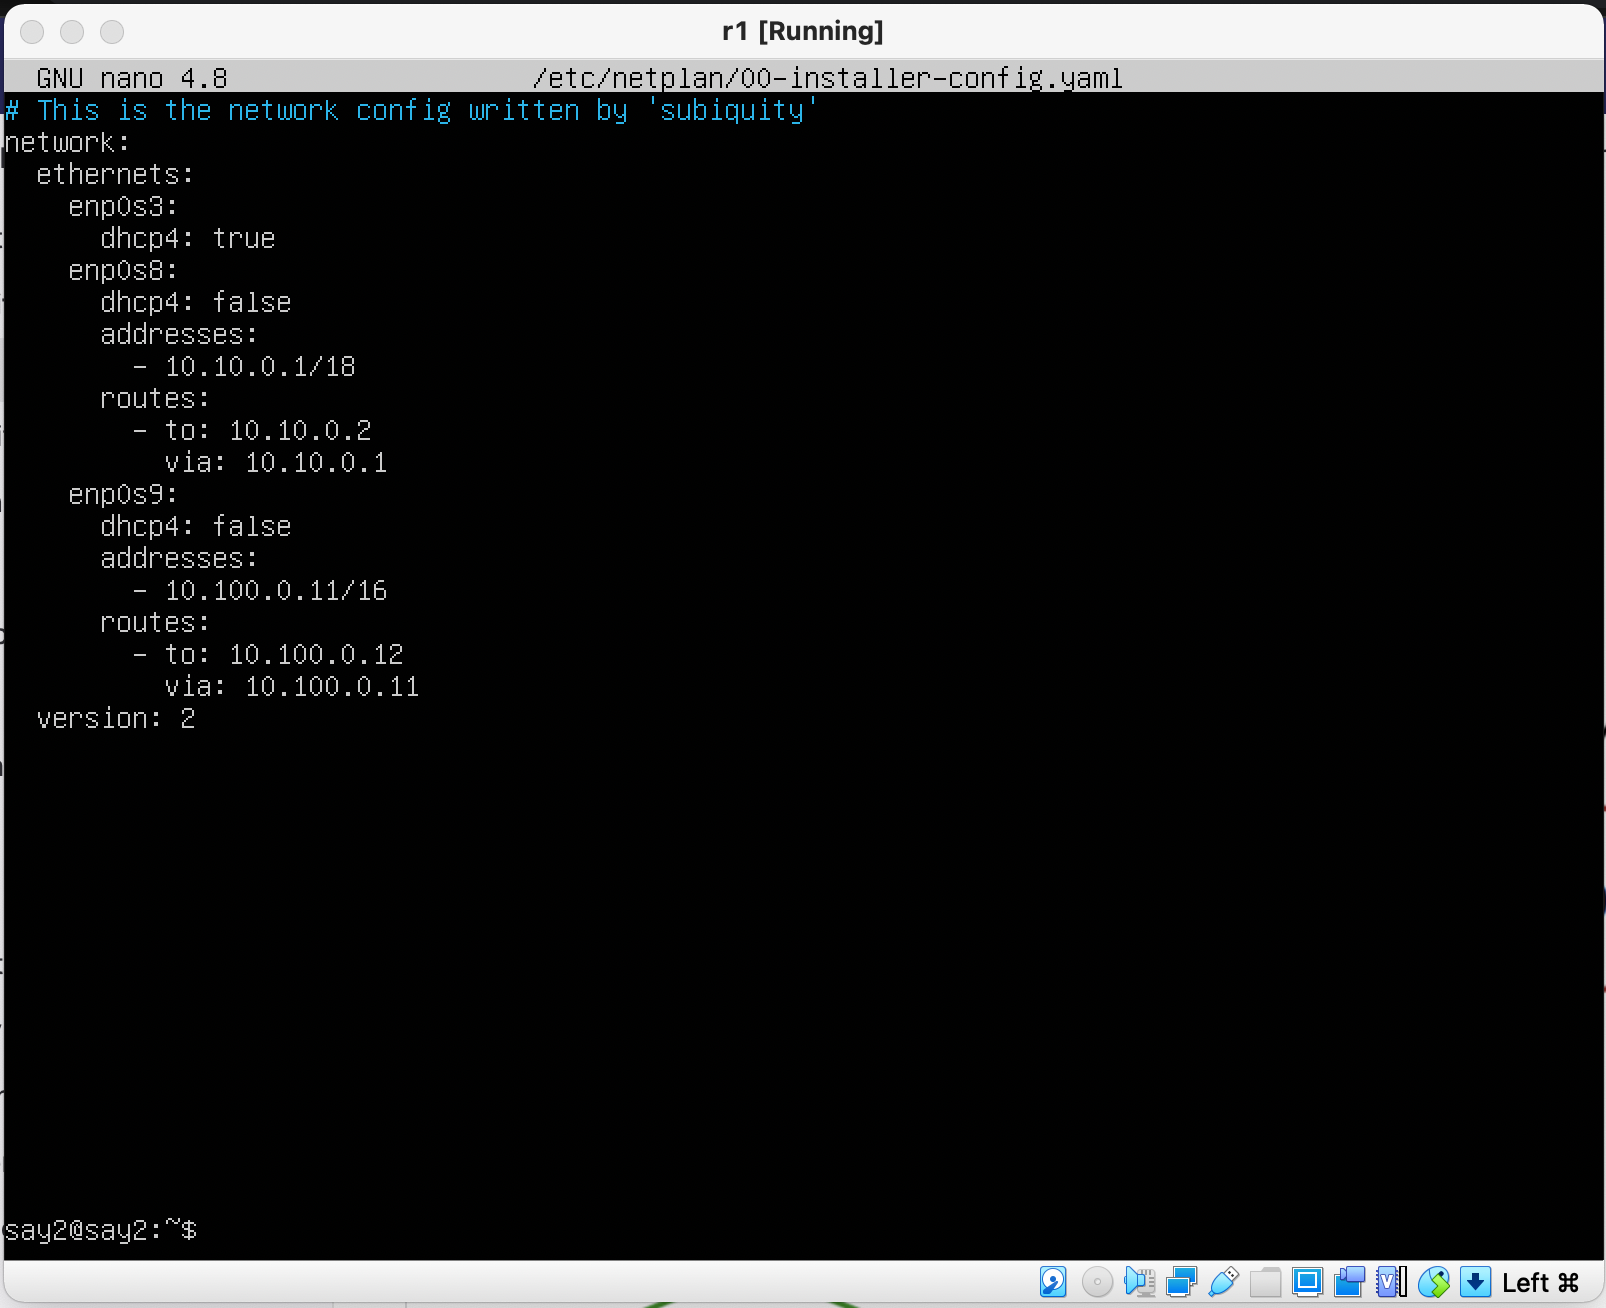 r1 [Running]
GNU nano 4.8 /etc/netplan/00-installer-config.yaml
# This is the network config written by 'subiquity'
network:
  ethernets:
    enp0s3:
      dhcp4: true
    enp0s8:
      dhcp4: false
      addresses:
        - 10.10.0.1/18
      routes:
        - to: 10.10.0.2
          via: 10.10.0.1
    enp0s9:
      dhcp4: false
      addresses:
        - 10.100.0.11/16
      routes:
        - to: 10.100.0.12
          via: 10.100.0.11
  version: 2
say2@say2:~$
Left ⌘